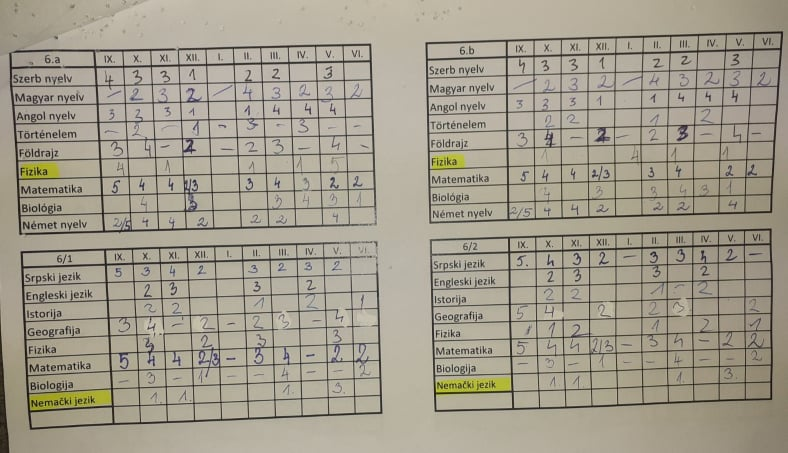 6.a IX. X. XI. XII. I. II. III. IV. V. VI.
Szerb nyelv 4 3 3 1 2 2 3
Magyar nyelv - 2 3 2 - 4 3 2 3 2
Angol nyelv 3 3 3 1 1 4 4 4
Történelem - 2 - 1 - 3 - 3 - -
Földrajz 3 4 - 2 - 2 3 - 4 -
Fizika 4 1 1 1 5
Matematika 5 4 4 2/3 3 4 3 2 2
Biológia 4 3 3 4 3 1
Német nyelv 2/5 4 4 2 2 2 4
6.b IX. X. XI. XII. I. II. III. IV. V. VI.
Szerb nyelv 4 3 3 1 2 2 3
Magyar nyelv - 2 3 2 - 4 3 2 3 2
Angol nyelv 3 3 3 1 1 4 4 4
Történelem 2 2 1 2
Földrajz 3 4 - 2 - 2 3 - 4 -
Fizika 1 4 1 1
Matematika 5 4 4 2/3 3 4 2 2
Biológia 4 3 3 4 3 1
Német nyelv 2/5 4 4 2 2 2 4
6/1 IX. X. XI. XII. I. II. III. IV. V. VI.
Srpski jezik 5 3 4 2 3 2 3 2
Engleski jezik 2 3 3 2
Istorija 2 2 1 2 1
Geografija 3 4 - 2 - 2 3 - 4
Fizika 3 2 3 3
Matematika 5 4 4 2/3 - 3 4 - 2 2
Biologija - 3 - 1 - - 4 - - 2
Nemački jezik 1. 1. 1. 3.
6/2 IX. X. XI. XII. I. II. III. IV. V. VI.
Srpski jezik 5. 4 3 2 - 3 3 4 2 -
Engleski jezik 2 3 3 2
Istorija 2 2 1 - 2
Geografija 5 4 2 2 3 2
Fizika 1 2 1 2 1
Matematika 5 4 4 2/3 - 3 4 - 2 2
Biologija - 3 - 1 - - 4 - - 2
Nemački jezik 1 1. 1. 3.